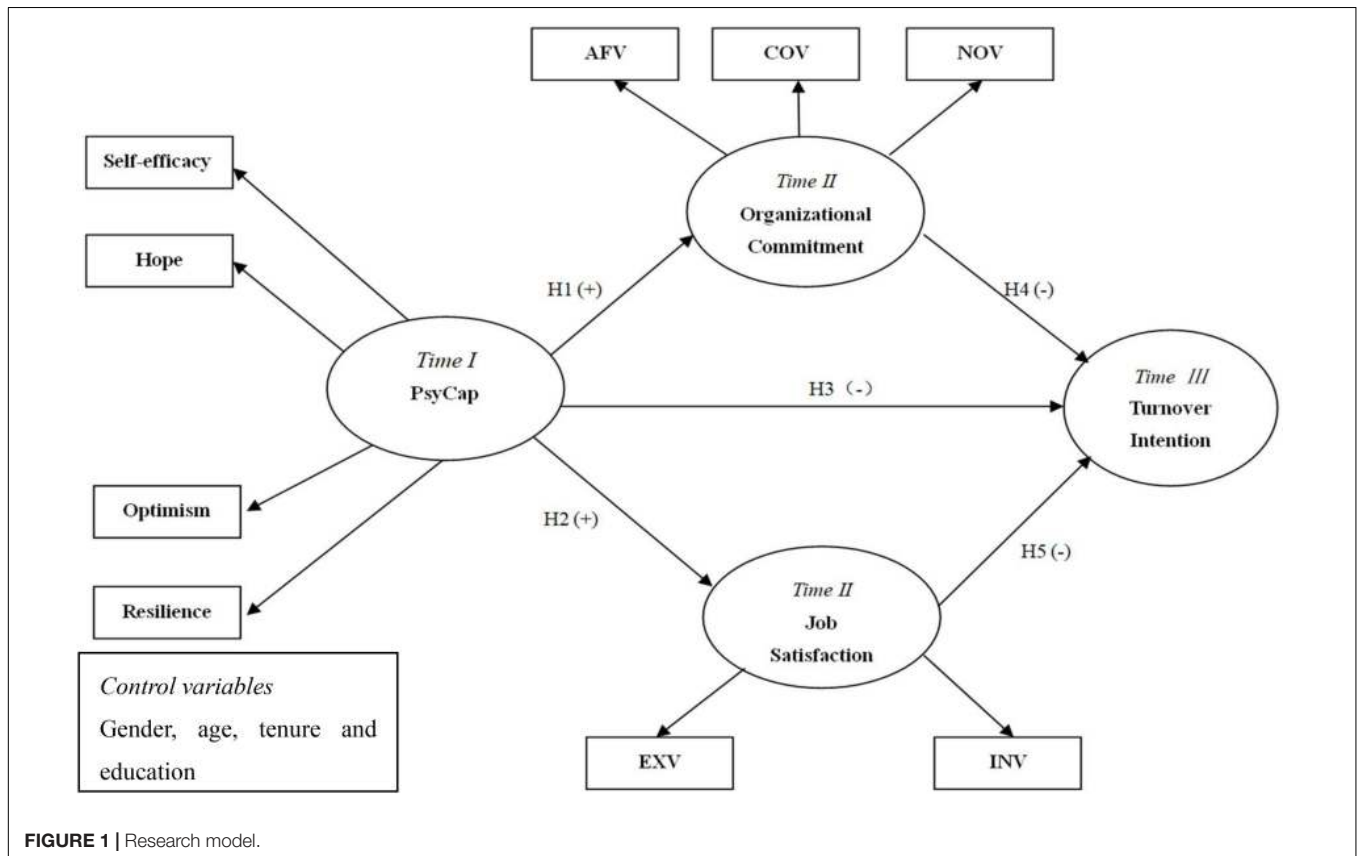 AFV
COV
NOV
Self-efficacy
Hope
Time II
Organizational
Commitment
H1 (+)
H4 (-)
Time I
PsyCap
H3 (-)
Time III
Turnover
Intention
Optimism
H2 (+)
H5 (-)
Resilience
Time II
Job
Satisfaction
Control variables
Gender, age, tenure and
education
EXV
INV
FIGURE 1 | Research model.